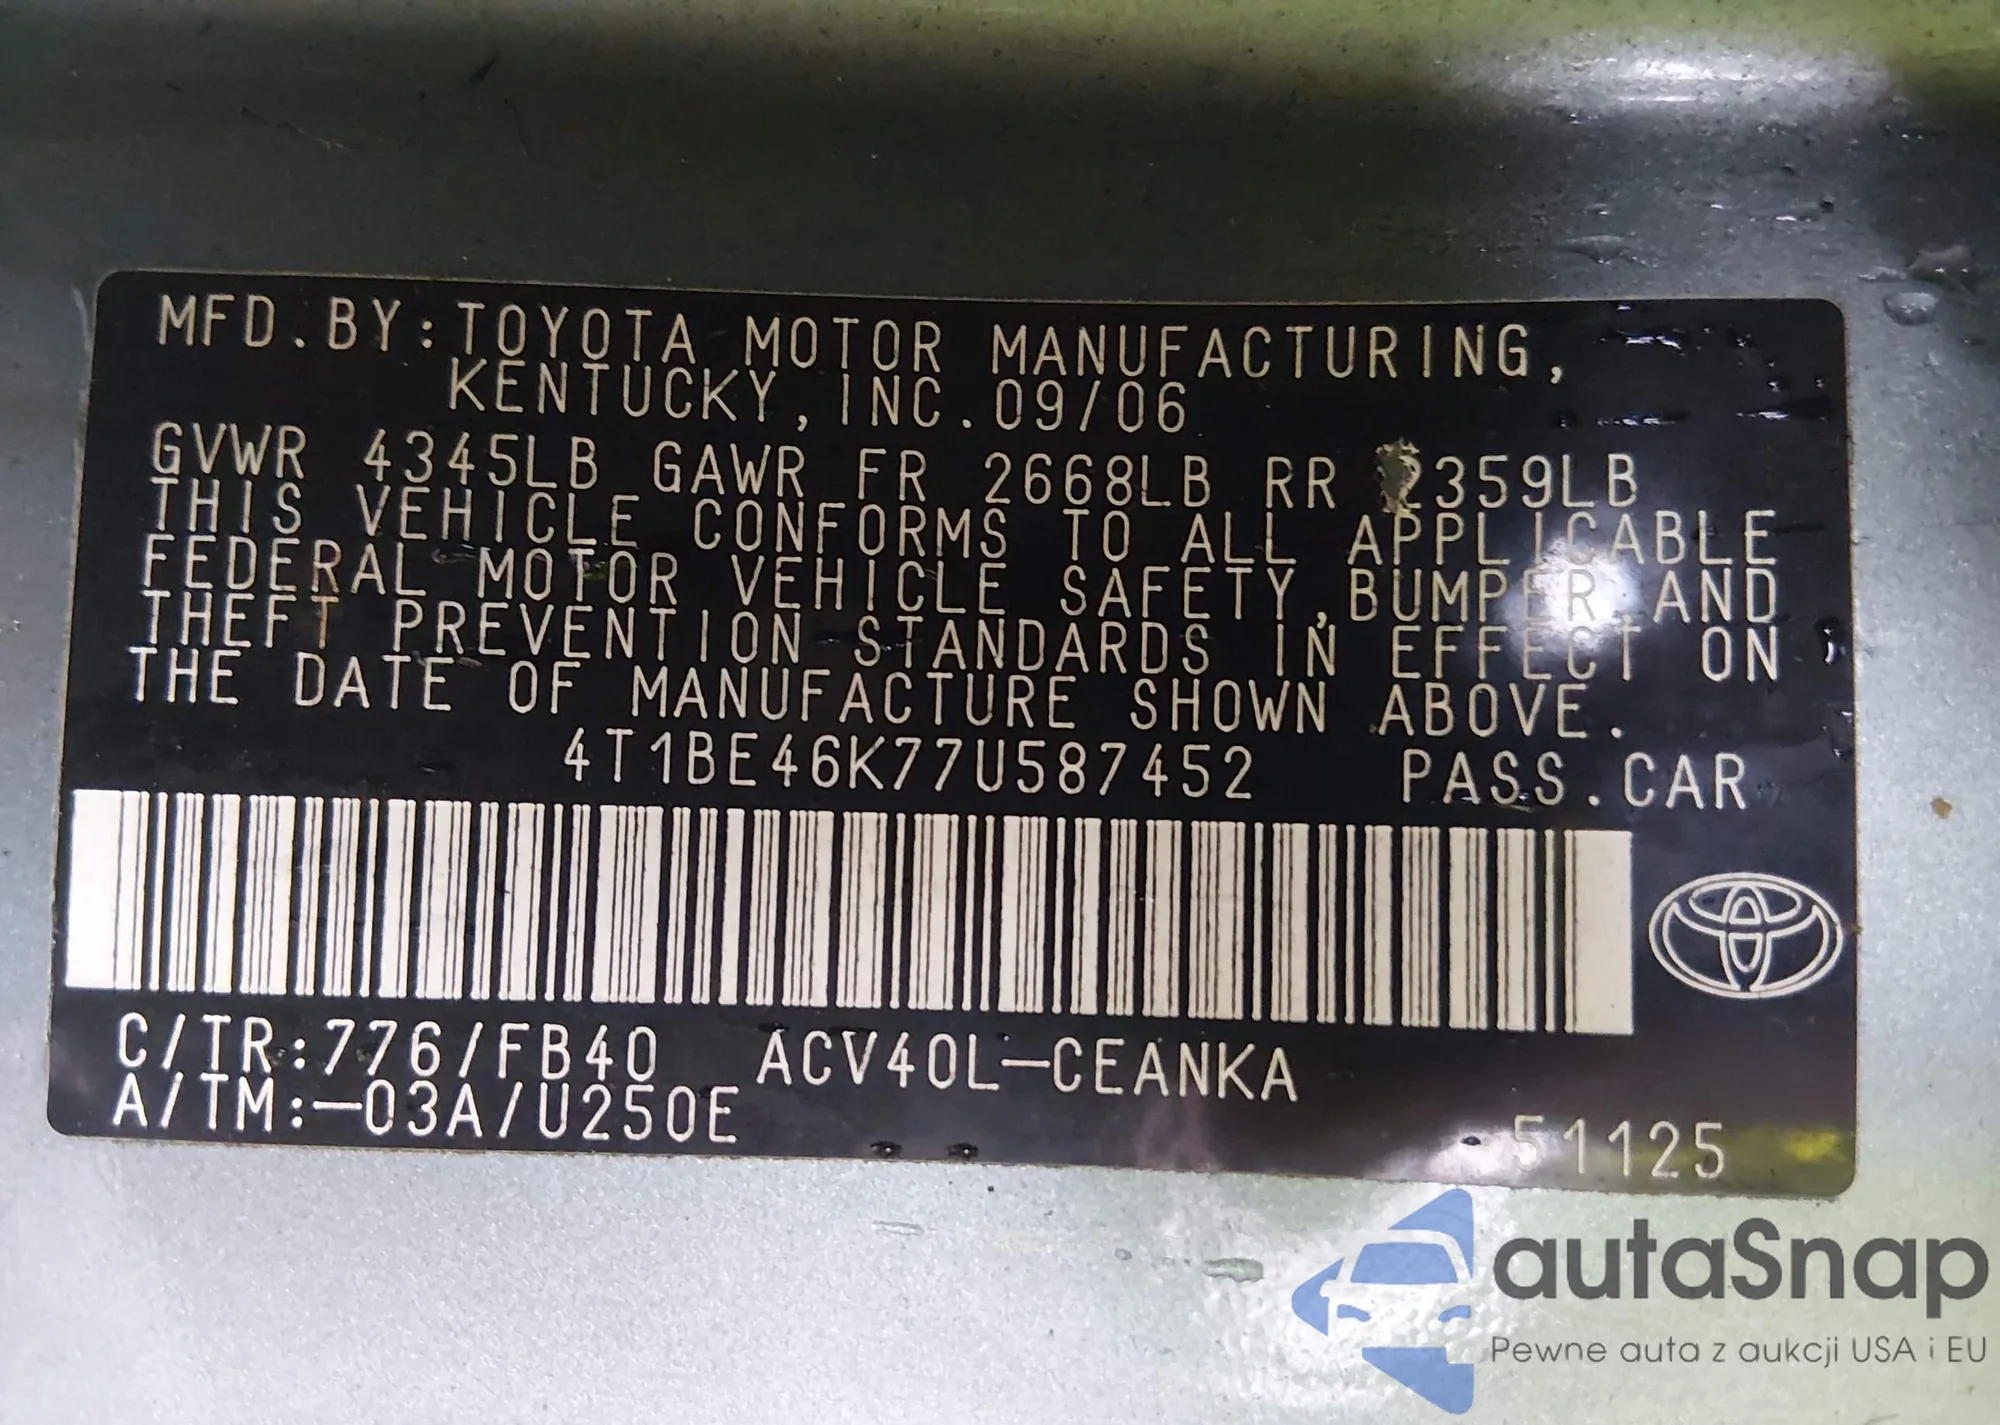 MFD.BY:TOYOTA MOTOR MANUFACTURING,
KENTUCKY,INC.09/06
GVWR 4345LB GAWR FR 2668LB RR 2359LB
THIS VEHICLE CONFORMS TO ALL APPLICABLE
FEDERAL MOTOR VEHICLE SAFETY,BUMPER,AND
THEFT PREVENTION STANDARDS IN EFFECT ON
THE DATE OF MANUFACTURE SHOWN ABOVE.
4T1BE46K77U587452 PASS.CAR
C/TR:776/FB40 ACV40L-CEANKA
A/TM:-03A/U250E
51125
autaSnap
Pewne auta z aukcji USA i EU